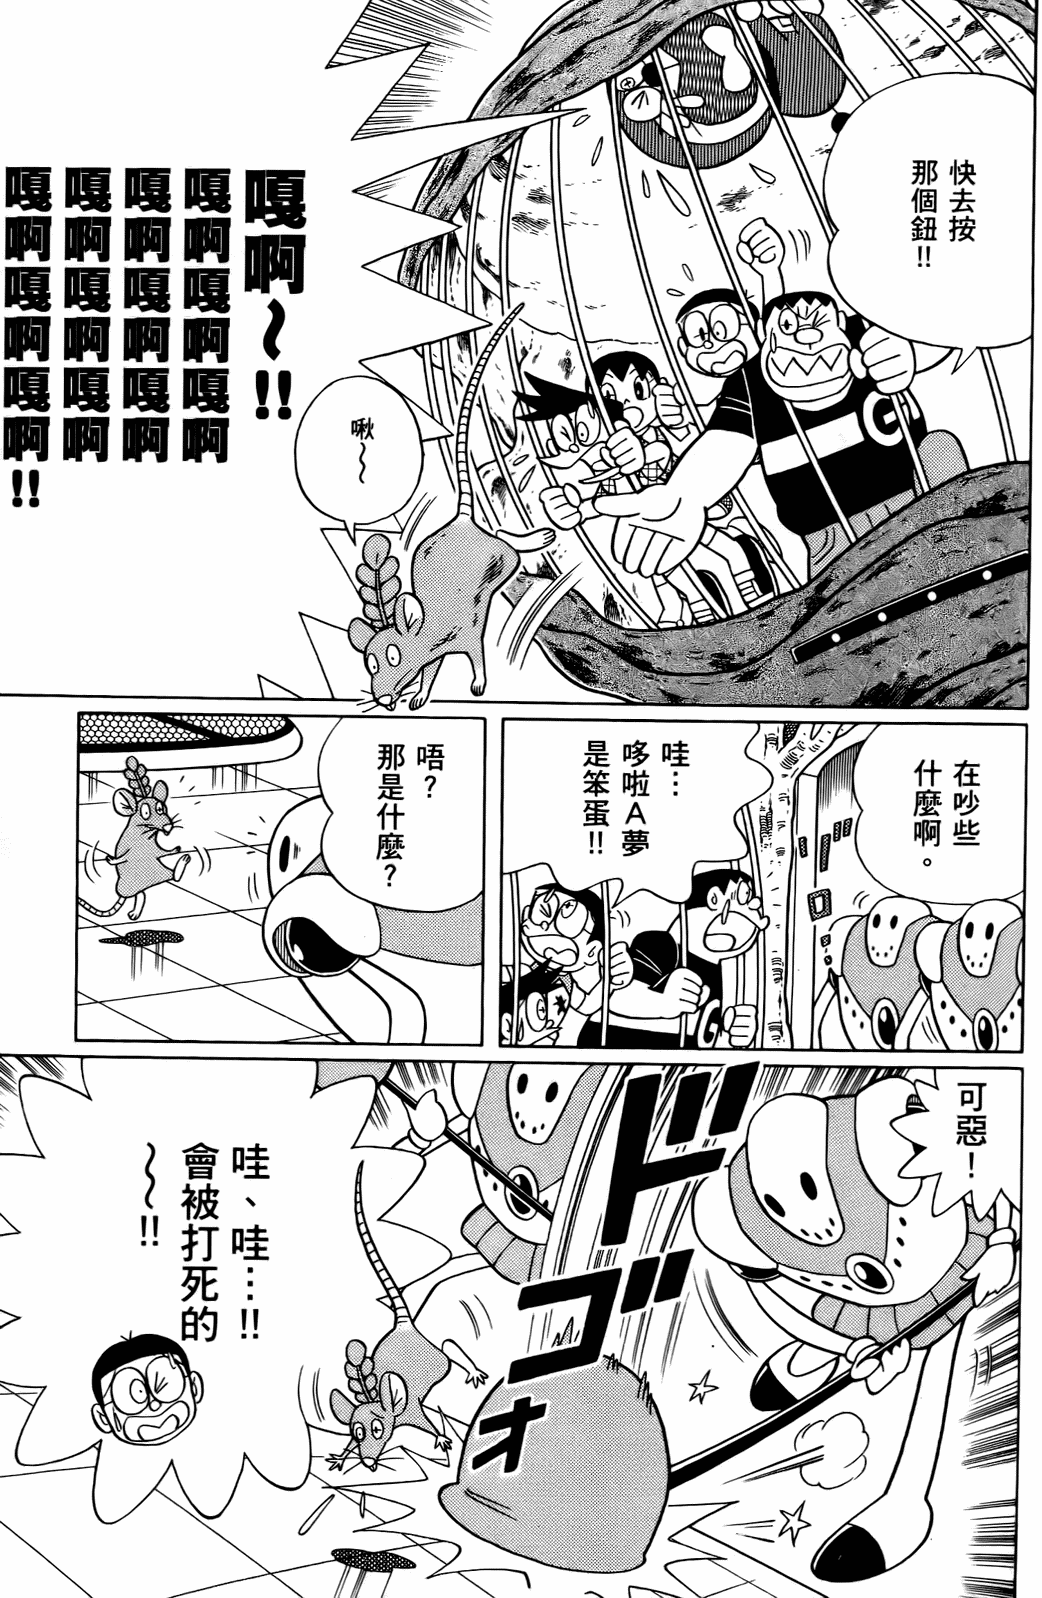 快去按
那個鈕!!
G
嘎啊～!!
嘎啊嘎啊嘎啊
嘎啊嘎啊嘎啊
嘎啊嘎啊嘎啊
嘎啊嘎啊嘎啊!!
啾～
在吵些
什麼啊。
哇…
哆啦A夢
是笨蛋!!
G
唔?
那是什麼?
可惡!
ドゴォ
哇、哇…!!
會被打死的
～!!